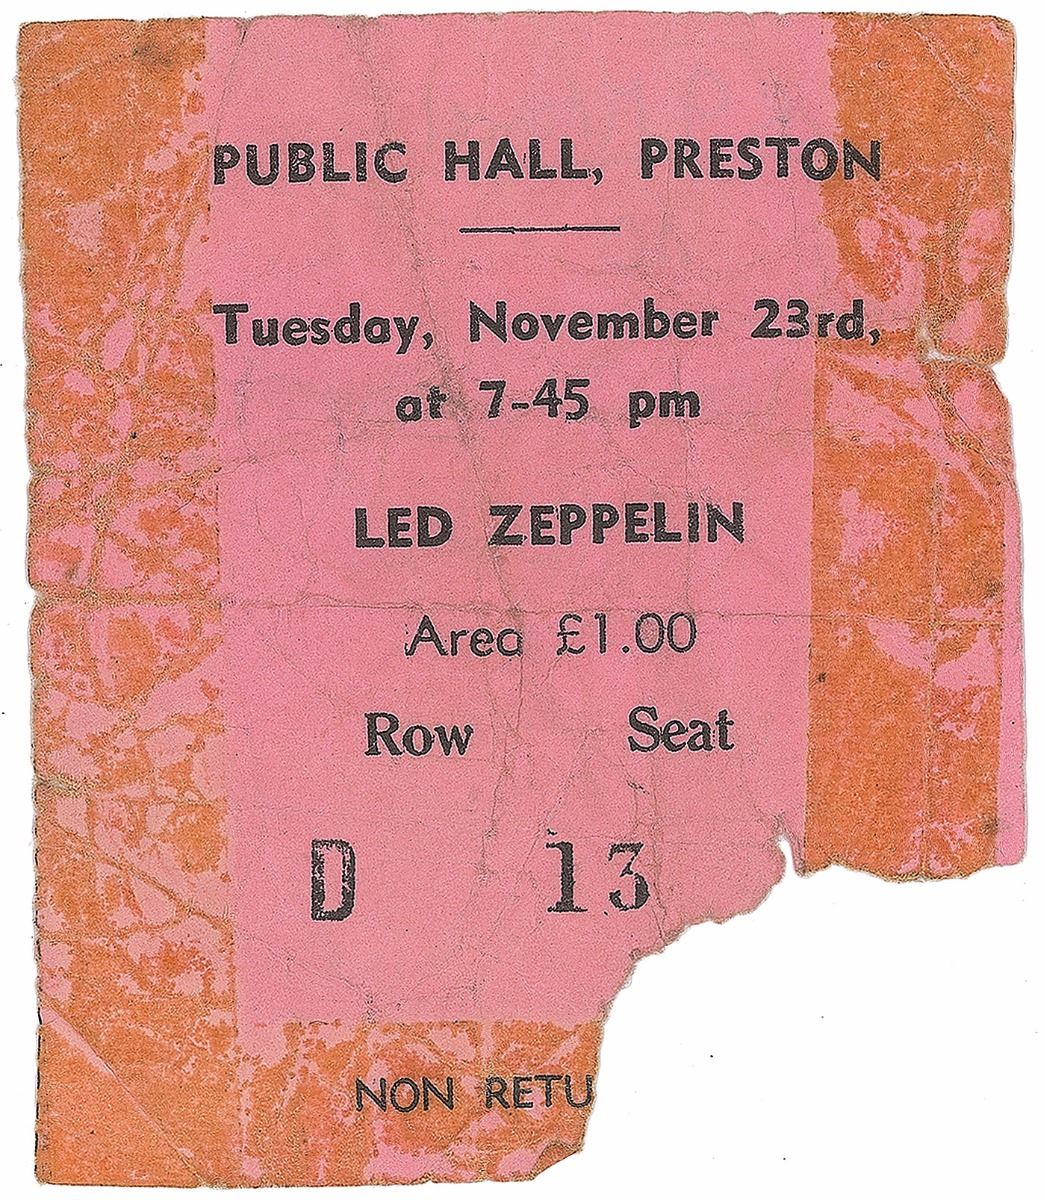 PUBLIC HALL, PRESTON
Tuesday, November 23rd,
at 7-45 pm
LED ZEPPELIN
Area £1.00
Row Seat
D 13
NON RETU